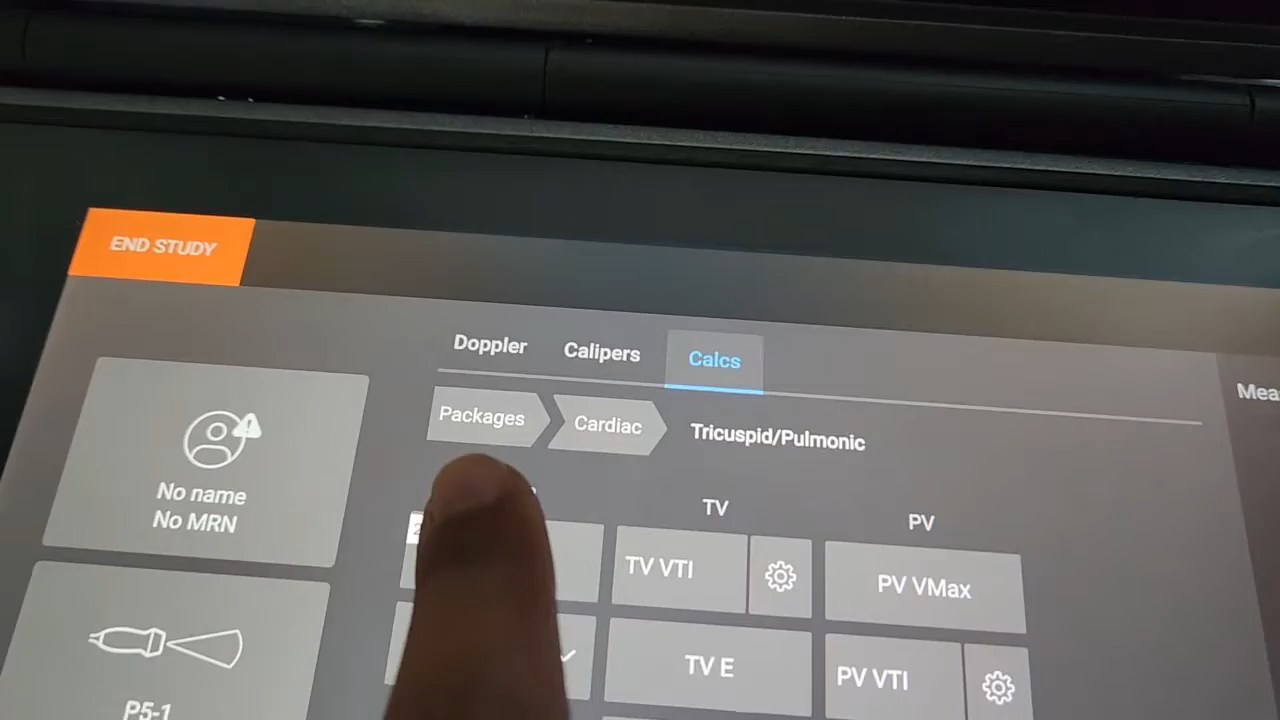 END STUDY
Doppler
Calipers
Calcs
Packages
Cardiac
Tricuspid/Pulmonic
No name
No MRN
TV
PV
TV VTI
PV VMax
TV E
PV VTI
P5-1